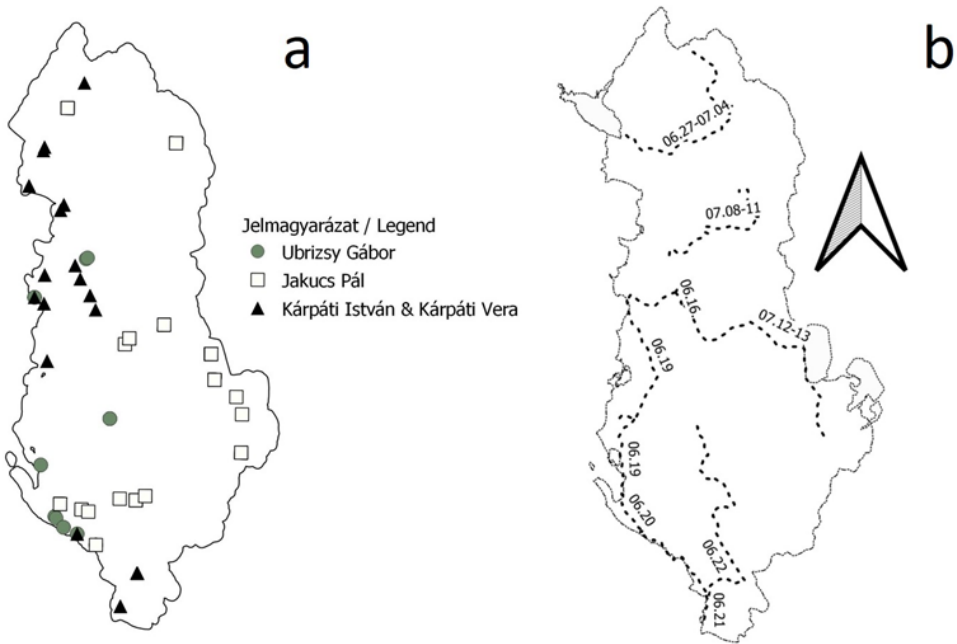 a
b
Jelmagyarázat / Legend
Ubrizsy Gábor
Jakucs Pál
Kárpáti István & Kárpáti Vera
06.27-07.04.
07.08-11
06.16.
07.12-13
06.19
06.19
06.20
06.22
06.21